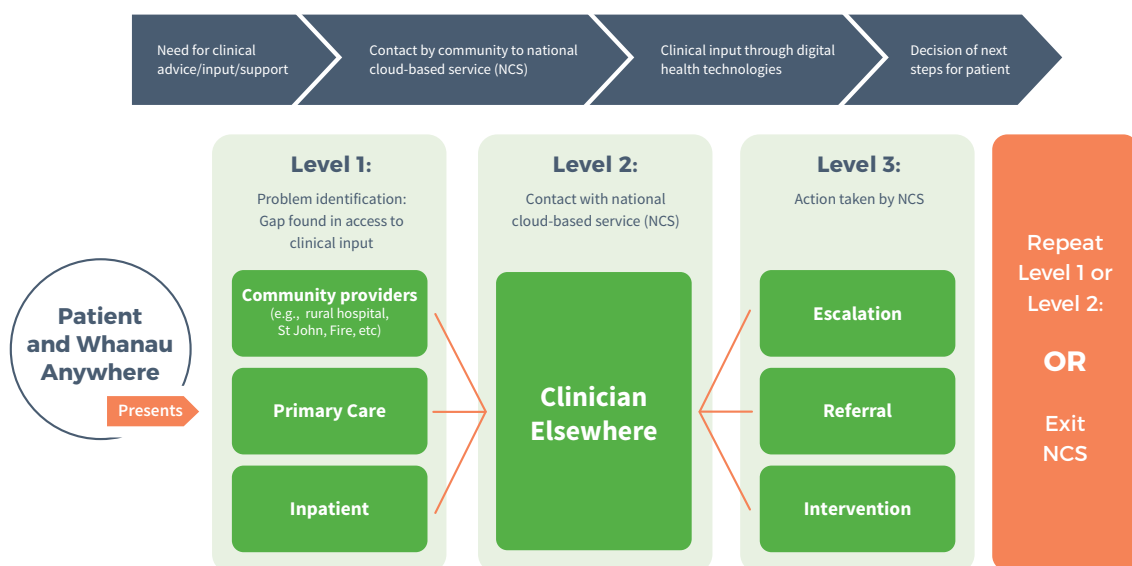 Need for clinical
advice/input/support
Contact by community to national
cloud-based service (NCS)
Clinical input through digital
health technologies
Decision of next
steps for patient
Patient
and Whanau
Anywhere
Presents
Level 1:
Problem identification:
Gap found in access to
clinical input
Community providers
(e.g., rural hospital,
St John, Fire, etc)
Primary Care
Inpatient
Level 2:
Contact with national
cloud-based service (NCS)
Clinician
Elsewhere
Level 3:
Action taken by NCS
Escalation
Referral
Intervention
Repeat
Level 1 or
Level 2:
OR
Exit
NCS